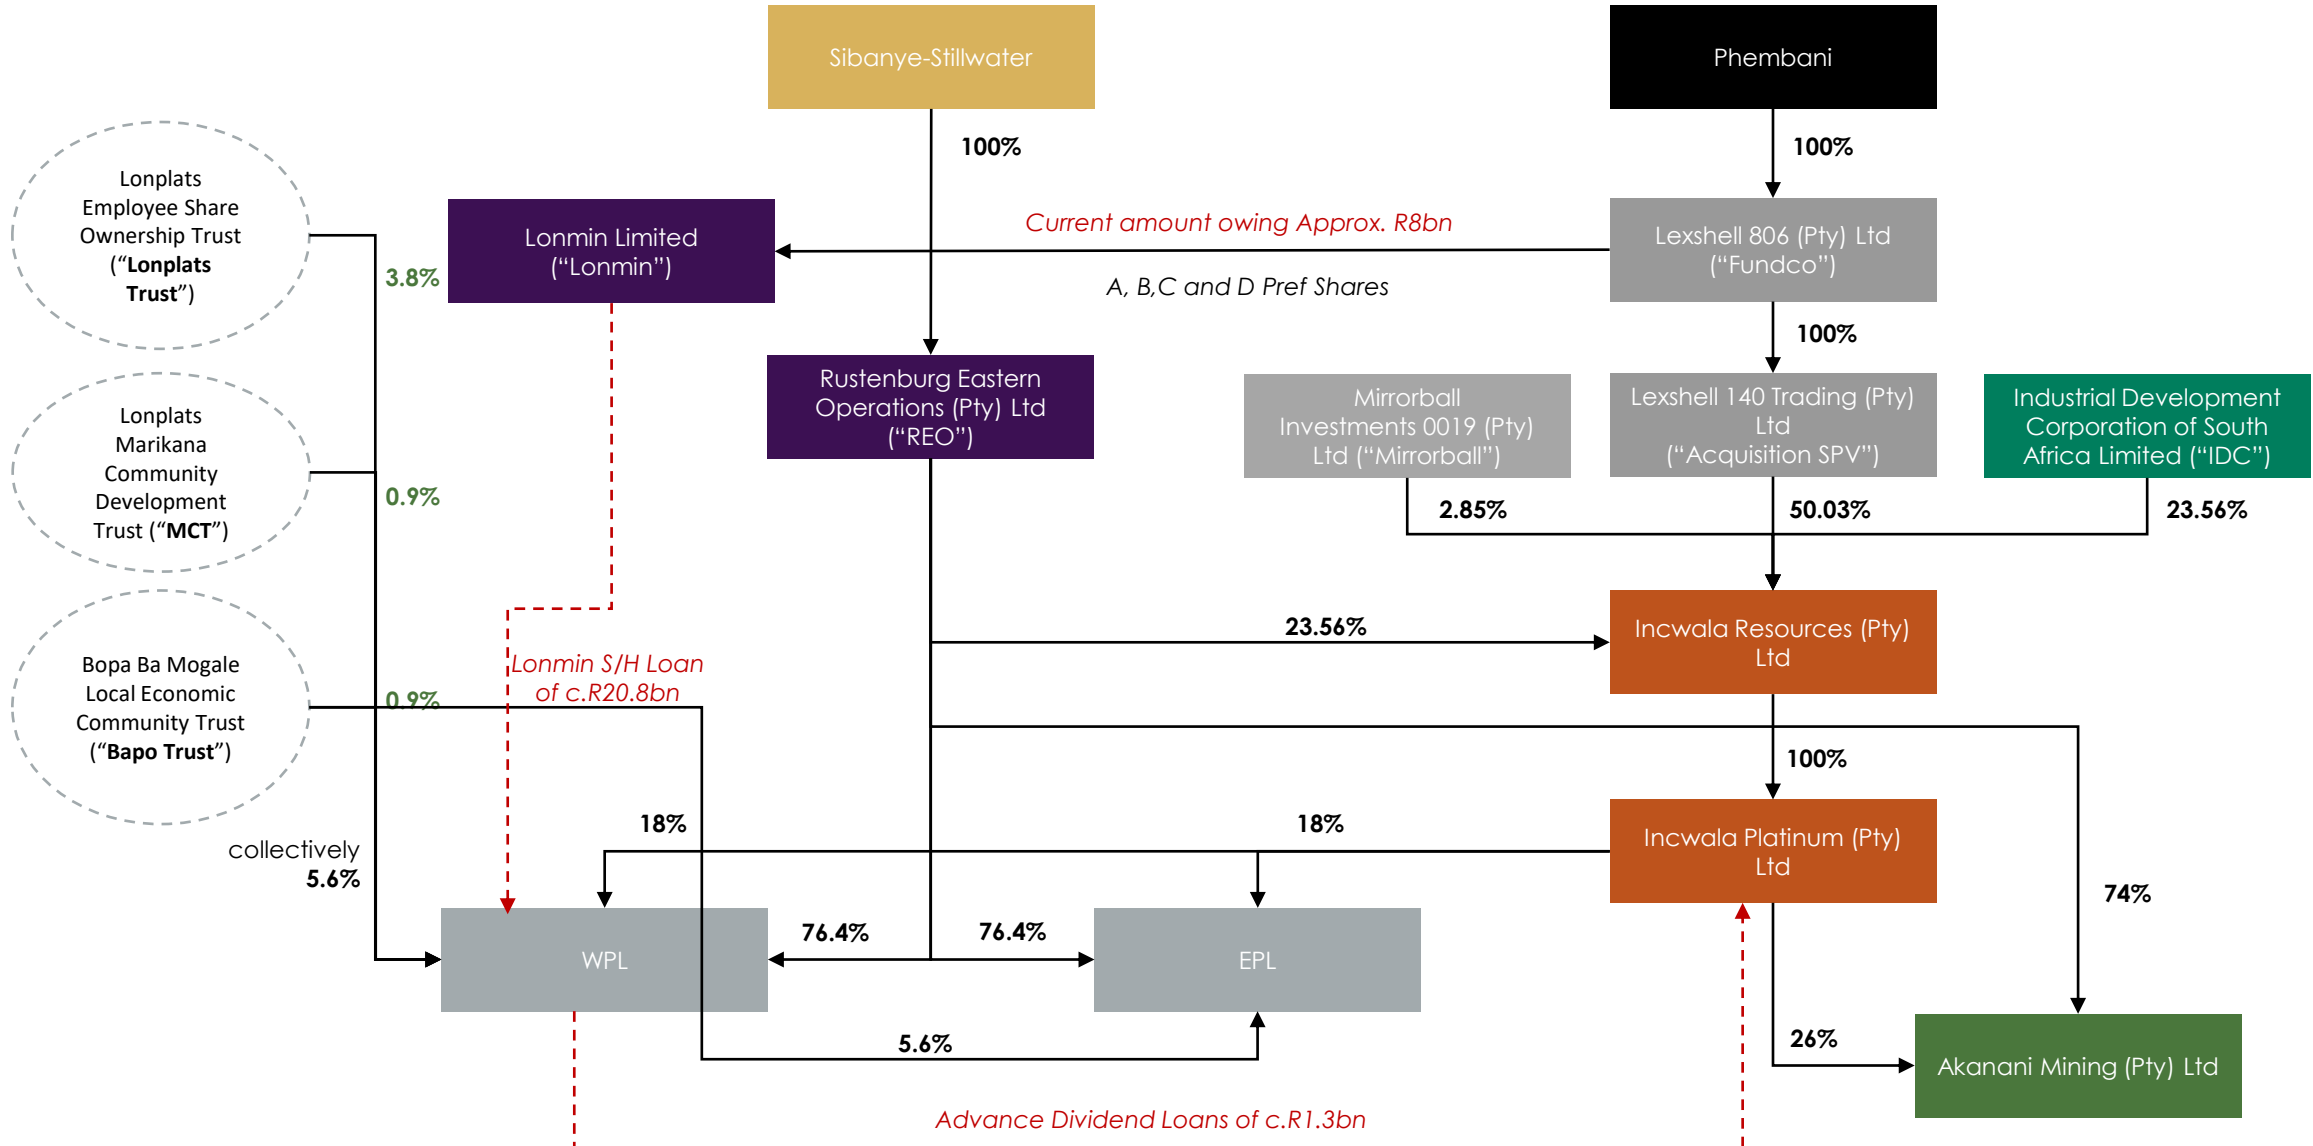 Sibanye-Stillwater
Phembani
100%
100%
Lonplats
Employee Share
Ownership Trust
(“Lonplats
Trust”)
3.8%
Lonmin Limited
(“Lonmin”)
Current amount owing Approx. R8bn
A, B,C and D Pref Shares
Lexshell 806 (Pty) Ltd
(“Fundco”)
100%
Rustenburg Eastern
Operations (Pty) Ltd
(“REO”)
Mirrorball
Investments 0019 (Pty)
Ltd (“Mirrorball”)
Lexshell 140 Trading (Pty)
Ltd
(“Acquisition SPV”)
Industrial Development
Corporation of South
Africa Limited (“IDC”)
Lonplats
Marikana
Community
Development
Trust (“MCT”)
0.9%
2.85%
50.03%
23.56%
23.56%
Incwala Resources (Pty)
Ltd
Bopa Ba Mogale
Local Economic
Community Trust
(“Bapo Trust”)
0.9%
Lonmin S/H Loan
of c.R20.8bn
100%
collectively
5.6%
18%
18%
Incwala Platinum (Pty)
Ltd
74%
WPL
76.4%
76.4%
EPL
5.6%
26%
Akanani Mining (Pty) Ltd
Advance Dividend Loans of c.R1.3bn